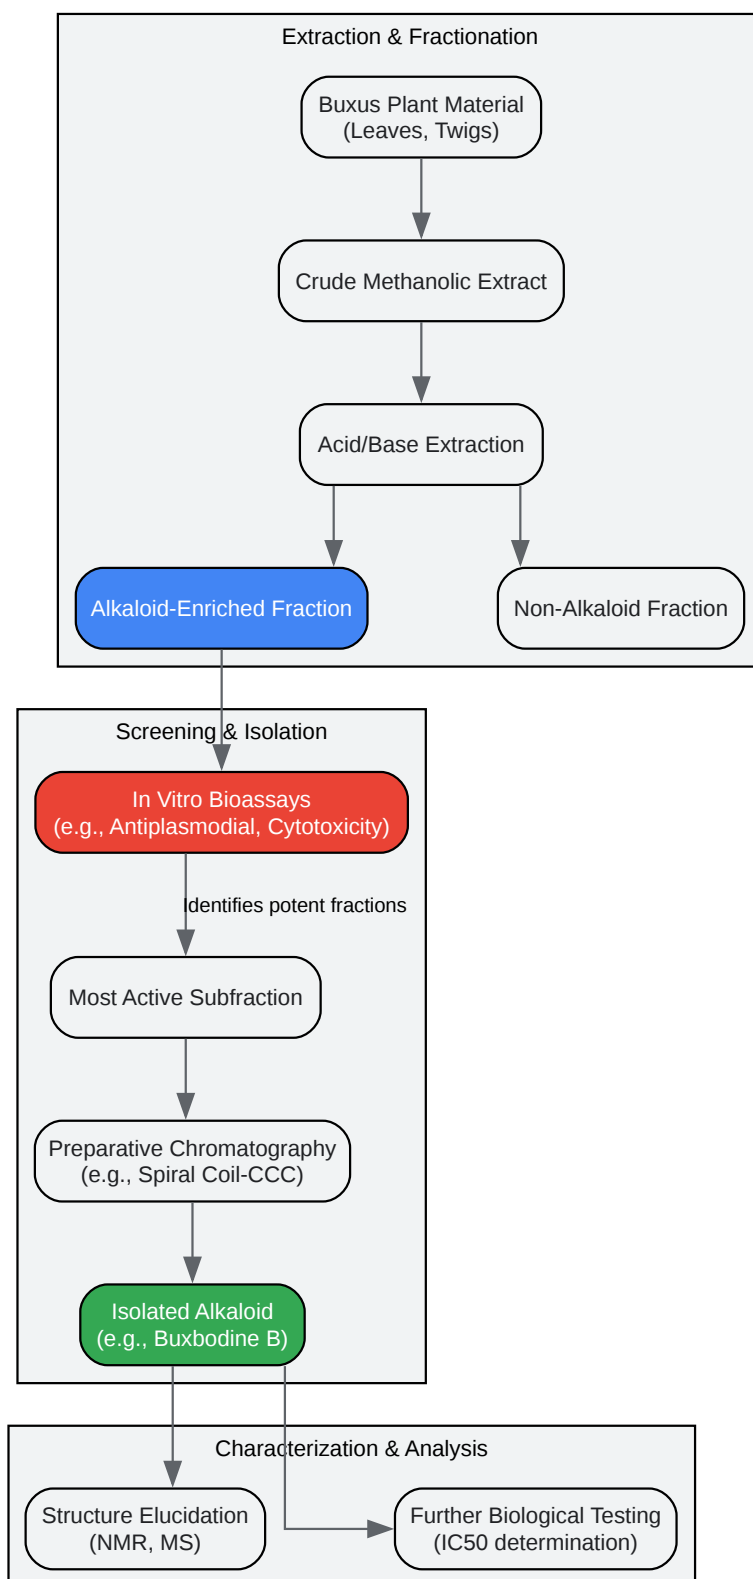 Extraction & Fractionation
Buxus Plant Material
(Leaves, Twigs)
Crude Methanolic Extract
Acid/Base Extraction
Alkaloid-Enriched Fraction
Non-Alkaloid Fraction
Screening & Isolation
In Vitro Bioassays
(e.g., Antiplasmodial, Cytotoxicity)
Identifies potent fractions
Most Active Subfraction
Preparative Chromatography
(e.g., Spiral Coil-CCC)
Isolated Alkaloid
(e.g., Buxbodine B)
Characterization & Analysis
Structure Elucidation
(NMR, MS)
Further Biological Testing
(IC50 determination)